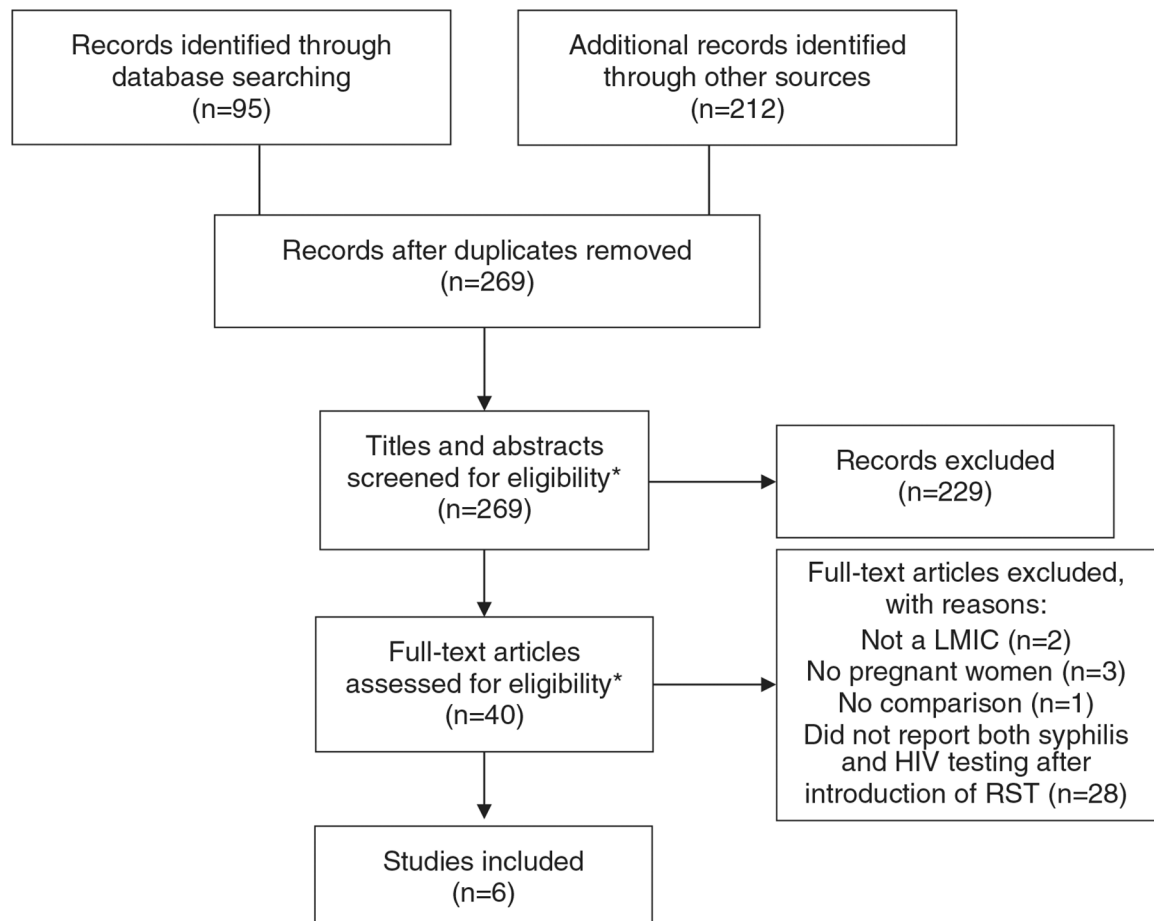 Records identified through
database searching
(n=95)
Additional records identified
through other sources
(n=212)
Records after duplicates removed
(n=269)
Titles and abstracts
screened for eligibility*
(n=269)
Records excluded
(n=229)
Full-text articles
assessed for eligibility*
(n=40)
Full-text articles excluded,
with reasons:
Not a LMIC (n=2)
No pregnant women (n=3)
No comparison (n=1)
Did not report both syphilis
and HIV testing after
introduction of RST (n=28)
Studies included
(n=6)